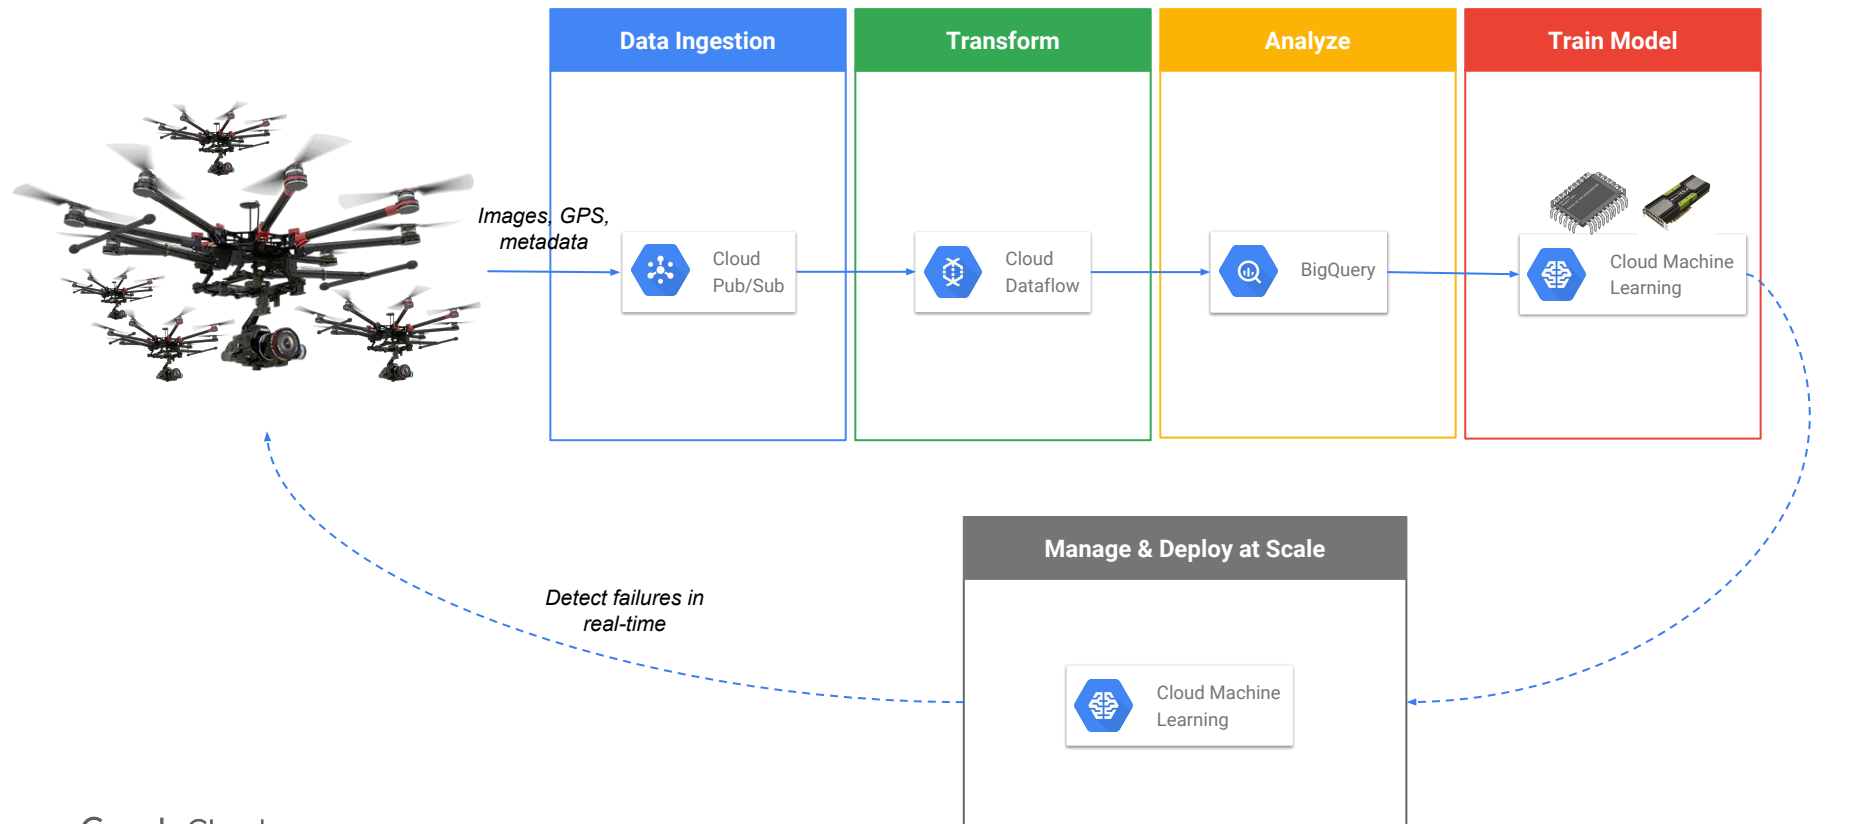 Data Ingestion
Transform
Analyze
Train Model
Images, GPS,
metadata
Cloud
Pub/Sub
Cloud
Dataflow
BigQuery
Cloud Machine
Learning
Manage & Deploy at Scale
Detect failures in
real-time
Cloud Machine
Learning